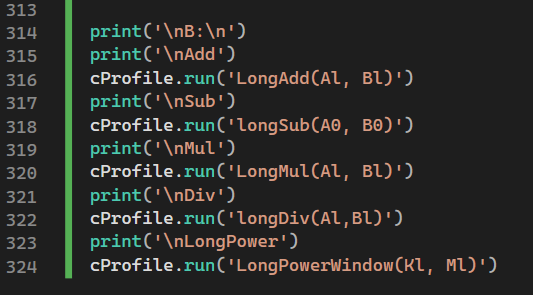 313
314 print('\nB:\n')
315 print('\nAdd')
316 cProfile.run('LongAdd(Al, Bl)')
317 print('\nSub')
318 cProfile.run('longSub(A0, B0)')
319 print('\nMul')
320 cProfile.run('LongMul(Al, Bl)')
321 print('\nDiv')
322 cProfile.run('longDiv(Al,Bl)')
323 print('\nLongPower')
324 cProfile.run('LongPowerWindow(Kl, Ml)')